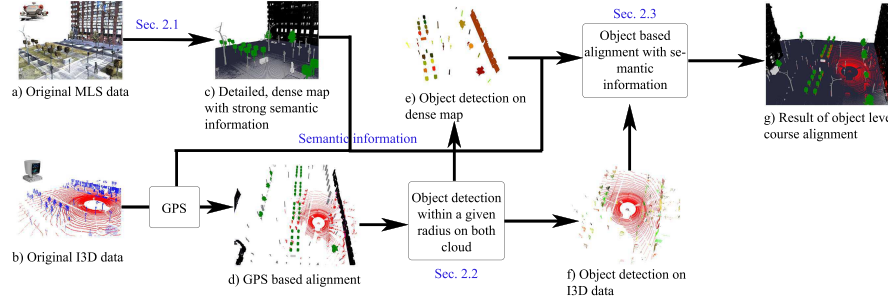 Sec. 2.1
Sec. 2.3
Object based
alignment with se-
mantic
information
a) Original MLS data
c) Detailed, dense map
with strong semantic
information
e) Object detection on
dense map
g) Result of object leve
course alignment
Semantic information
GPS
Object detection
within a given
radius on both
cloud
b) Original I3D data
d) GPS based alignment
Sec. 2.2
f) Object detection on
I3D data